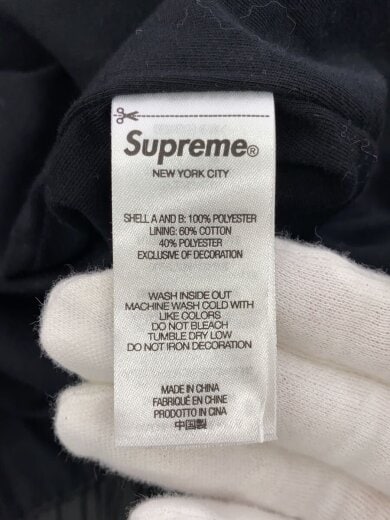 Supreme®
NEW YORK CITY
SHELL A AND B: 100% POLYESTER
LINING: 60% COTTON
40% POLYESTER
EXCLUSIVE OF DECORATION
WASH INSIDE OUT
MACHINE WASH COLD WITH
LIKE COLORS
DO NOT BLEACH
TUMBLE DRY LOW
DO NOT IRON DECORATION
MADE IN CHINA
FABRIQUÉ EN CHINE
PRODOTTO IN CINA
中国製